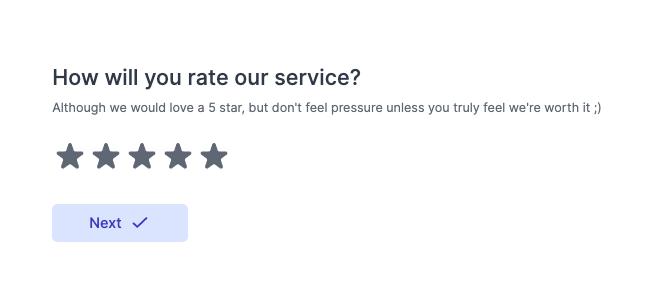 How will you rate our service?
Although we would love a 5 star, but don't feel pressure unless you truly feel we're worth it ;)
Next